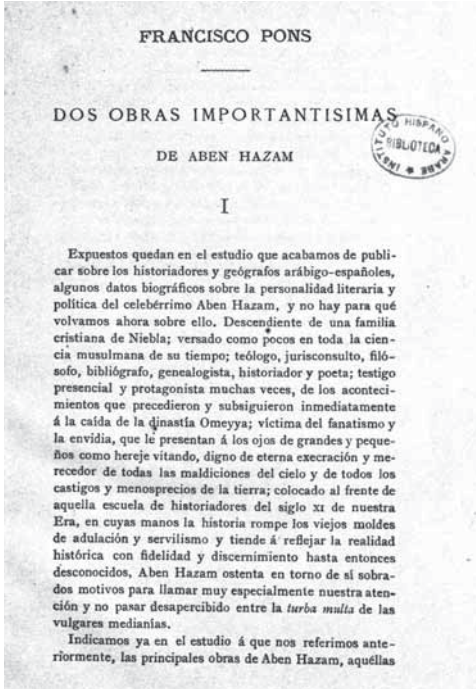 FRANCISCO PONS
DOS OBRAS IMPORTANTISIMAS
DE ABEN HAZAM
INSTITUTO HISPANO ARABE
BIBLIOTECA
I
Expuestos quedan en el estudio que acabamos de publi-
car sobre los historiadores y geógrafos arábigo-españoles,
algunos datos biográficos sobre la personalidad literaria y
política del celebérrimo Aben Hazam, y no hay para qué
volvamos ahora sobre ello. Descendiente de una familia
cristiana de Niebla; versado como pocos en toda la cien-
cia musulmana de su tiempo; teólogo, jurisconsulto, filó-
sofo, bibliógrafo, genealogista, historiador y poeta; testigo
presencial y protagonista muchas veces, de los aconteci-
mientos que precedieron y subsiguieron inmediatamente
á la caída de la dinastía Omeyya; víctima del fanatismo y
la envidia, que le presentan á los ojos de grandes y peque-
ños como hereje vitando, digno de eterna execración y me-
recedor de todas las maldiciones del cielo y de todos los
castigos y menosprecios de la tierra; colocado al frente de
aquella escuela de historiadores del siglo XI de nuestra
Era, en cuyas manos la historia rompe los viejos moldes
de adulación y servilismo y tiende á reflejar la realidad
histórica con fidelidad y discernimiento hasta entonces
desconocidos, Aben Hazam ostenta en torno de sí sobra-
dos motivos para llamar muy especialmente nuestra aten-
ción y no pasar desapercibido entre la turba multa de las
vulgares medianías.
Indicamos ya en el estudio á que nos referimos ante-
riormente, las principales obras de Aben Hazam, aquéllas